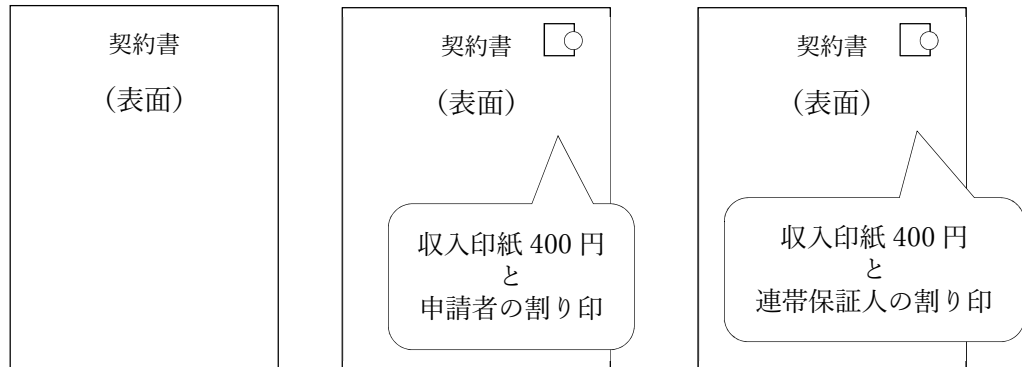 契約書
（表面）
契約書
（表面）
収入印紙 400 円
と
申請者の割り印
契約書
（表面）
収入印紙 400 円
と
連帯保証人の割り印